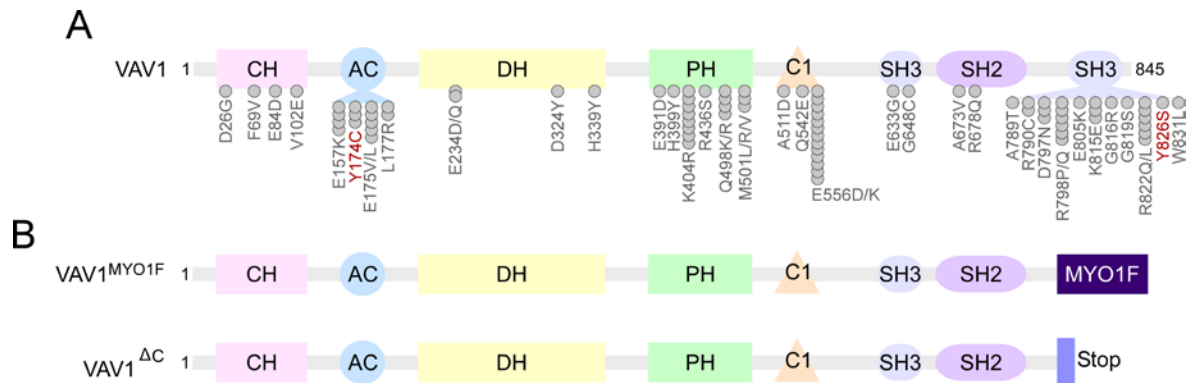 A
VAV1 1 CH AC DH PH C1 SH3 SH2 SH3 845
D26G
F69V
E84D
V102E
E157K
Y174C
E175V/L
L177R
E234D/Q
D324Y
H339Y
E391D
H399Y
K404R
R436S
Q498K/R
M501L/R/V
A511D
Q542E
E556D/K
E633G
G648C
A673V
R678Q
A789T
R790C
D797N
R798P/Q
E805K
K815E
G816R
G819S
R822Q/L
Y826S
W831L
B
VAV1MYO1F 1 CH AC DH PH C1 SH3 SH2 MYO1F
VAV1 ΔC 1 CH AC DH PH C1 SH3 SH2 Stop